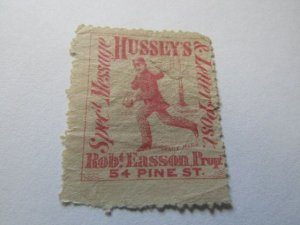 HUSSEY'S
Spec'l Message
& Letter Post.
Robt. Easson, Prop't
54 PINE ST.